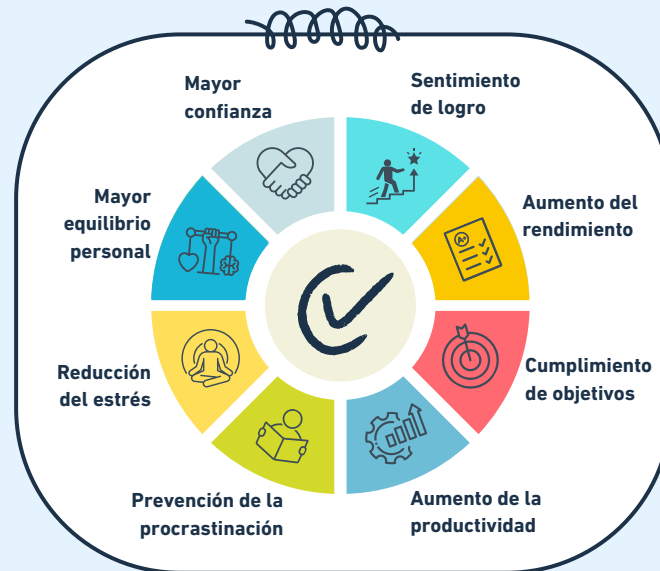 Mayor
confianza
Sentimiento
de logro
Mayor
equilibrio
personal
Aumento del
rendimiento
A+
Reducción
del estrés
Cumplimiento
de objetivos
Prevención de la
procrastinación
Aumento de la
productividad